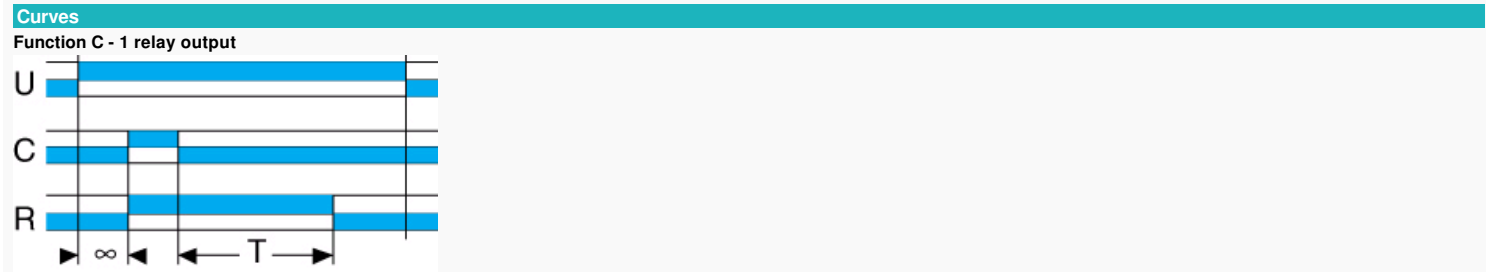 Curves
Function C - 1 relay output
U
C
R
∞ T